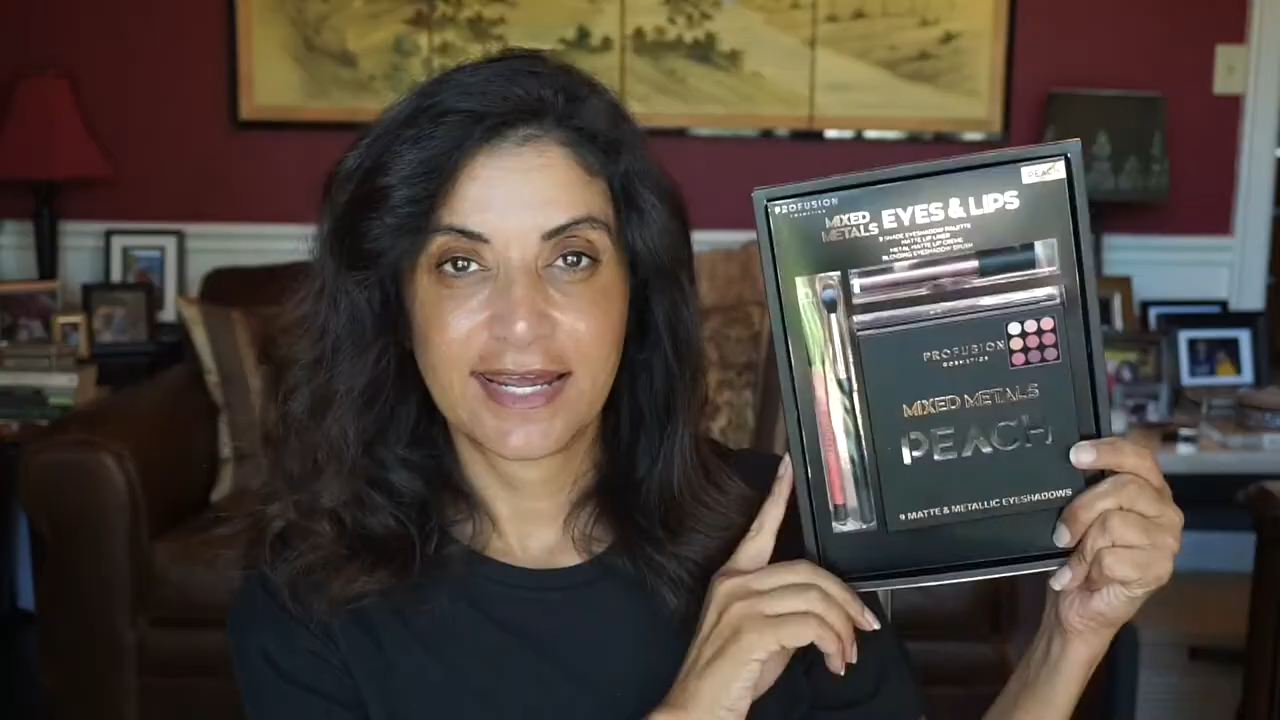 PEACH
PROFUSION
COSMETICS
MIXED
METALS
EYES & LIPS
9 SHADE EYESHADOW PALETTE
MATTE LIP LINER
METAL MATTE LIP CRÈME
BLENDING EYESHADOW BRUSH
PROFUSION
COSMETICS
MIXED METALS
PEACH
9 MATTE & METALLIC EYESHADOWS